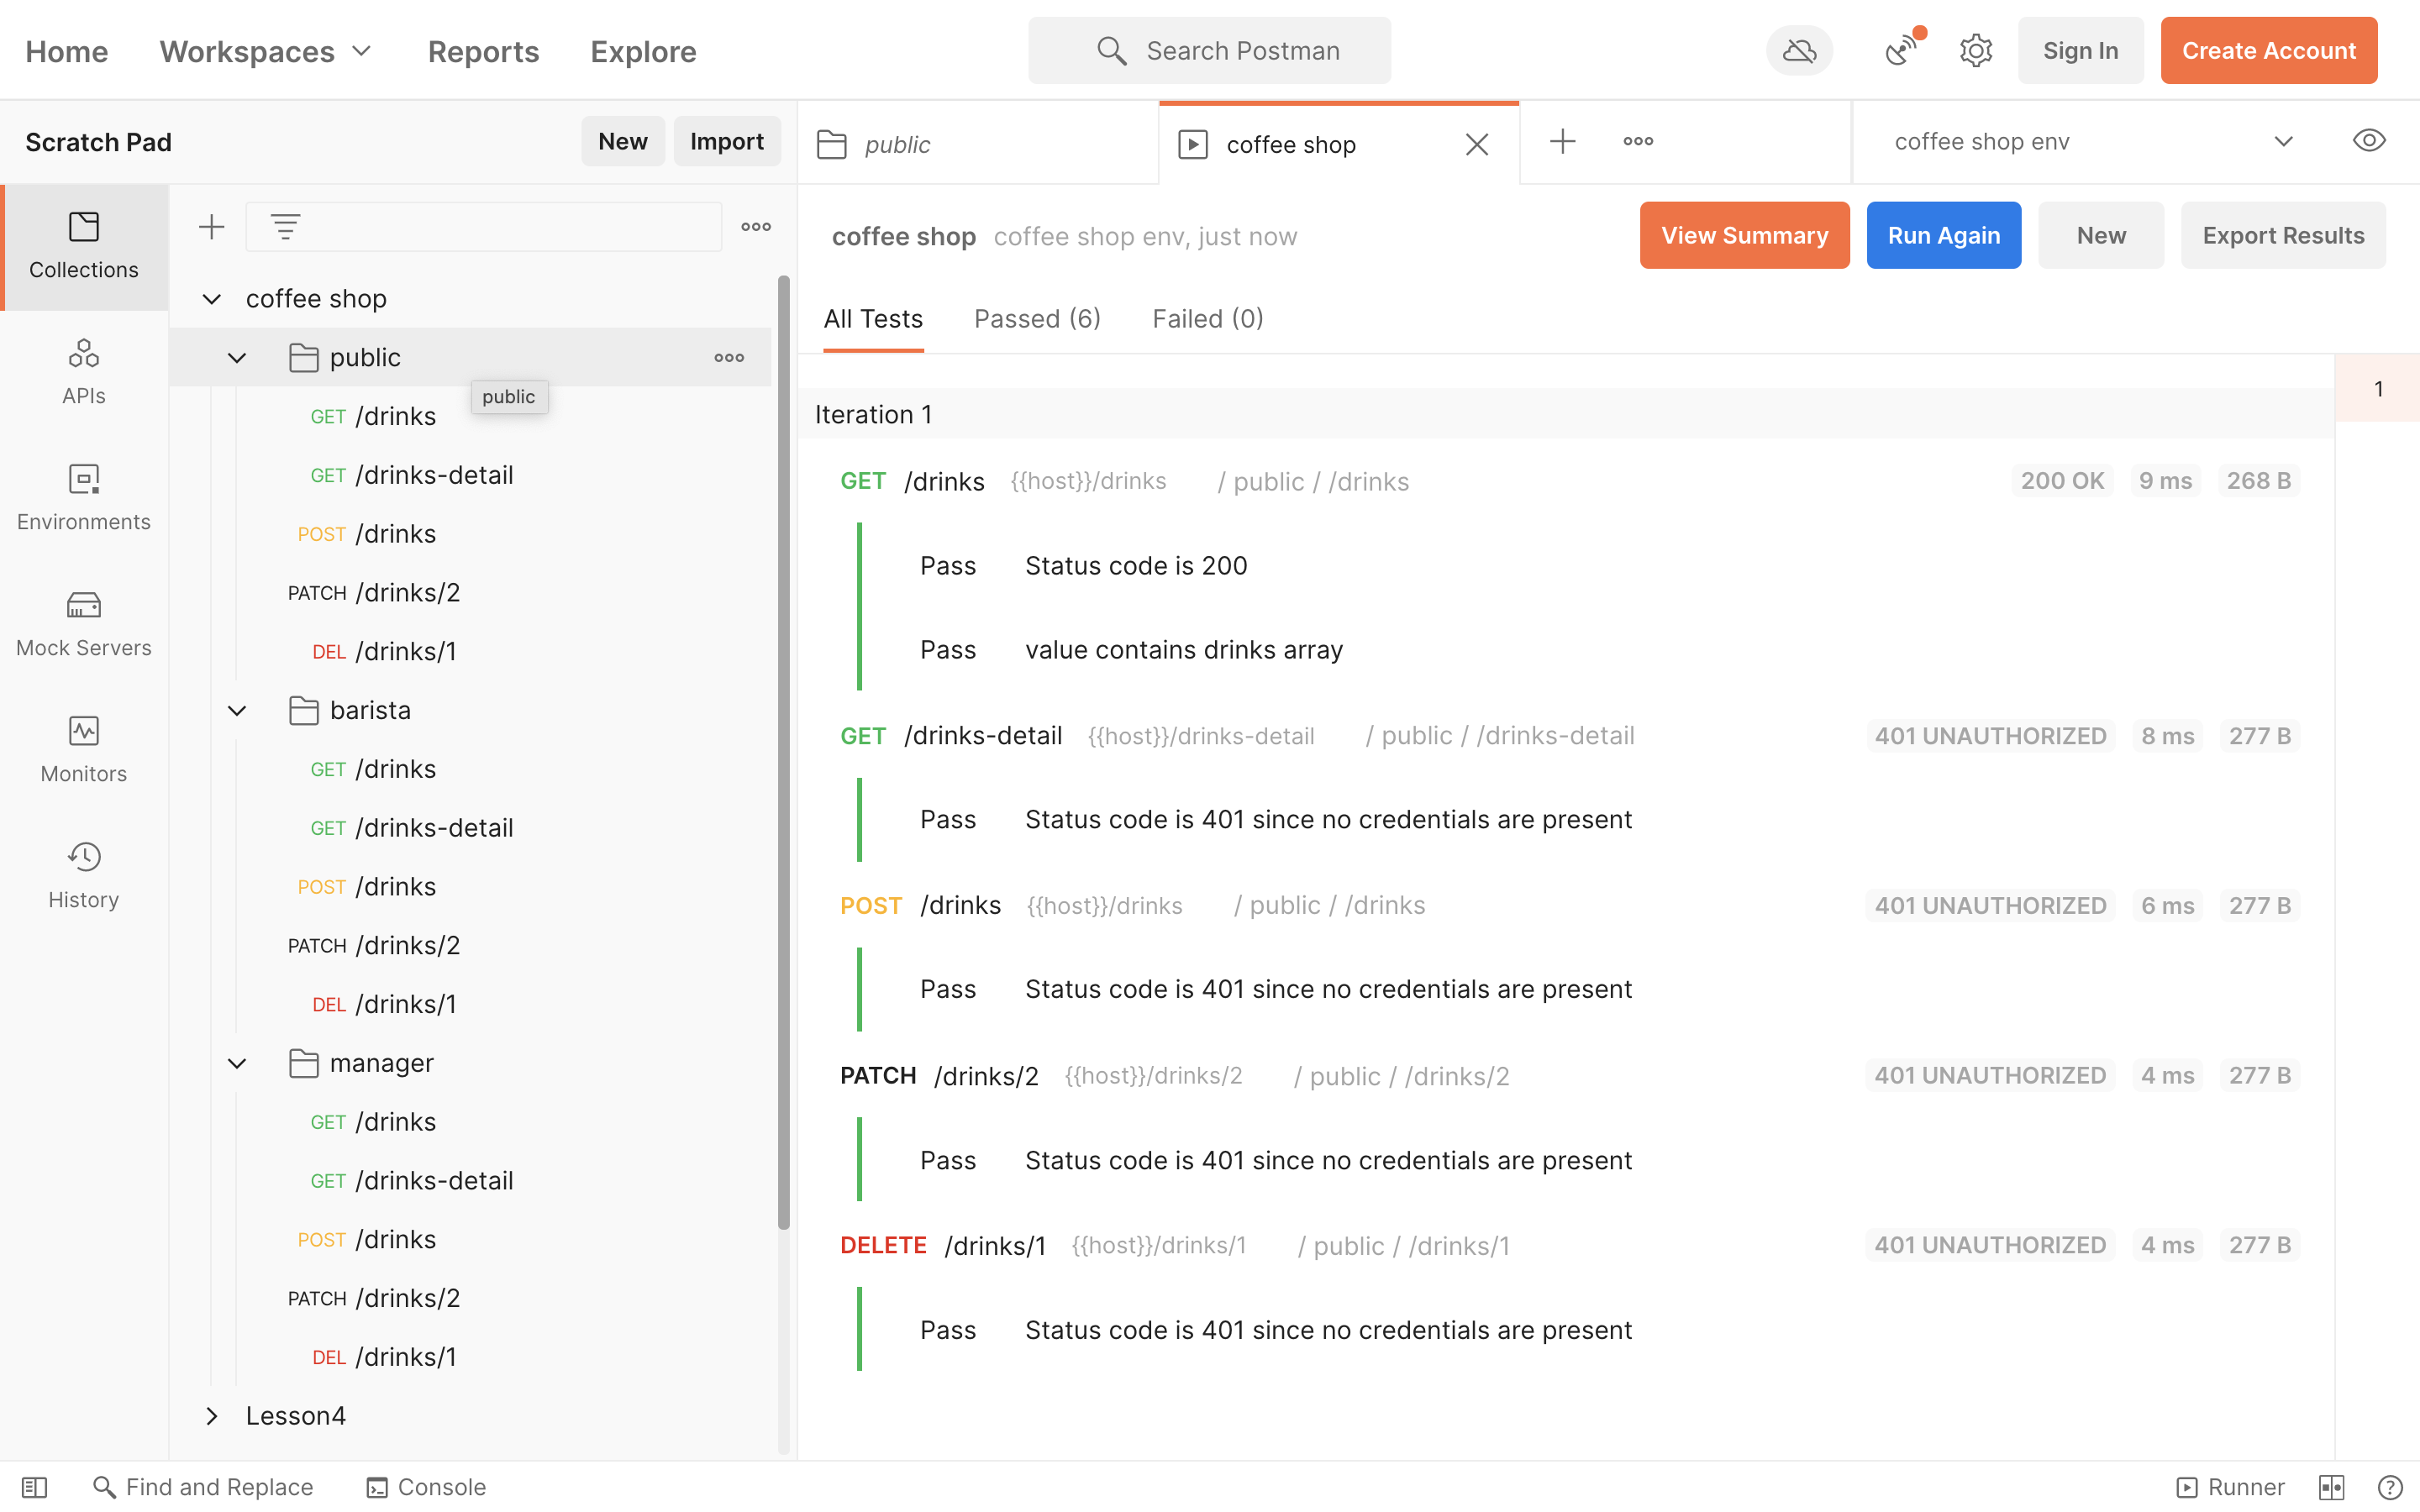 Home Workspaces Reports Explore Search Postman Sign In Create Account
Scratch Pad New Import
public coffee shop coffee shop env
Collections
APIs
Environments
Mock Servers
Monitors
History
coffee shop
public
public
GET /drinks
GET /drinks-detail
POST /drinks
PATCH /drinks/2
DEL /drinks/1
barista
GET /drinks
GET /drinks-detail
POST /drinks
PATCH /drinks/2
DEL /drinks/1
manager
GET /drinks
GET /drinks-detail
POST /drinks
PATCH /drinks/2
DEL /drinks/1
Lesson4
coffee shop coffee shop env, just now View Summary Run Again New Export Results
All Tests Passed (6) Failed (0)
1
Iteration 1
GET /drinks {{host}}/drinks / public / /drinks 200 OK 9 ms 268 B
Pass Status code is 200
Pass value contains drinks array
GET /drinks-detail {{host}}/drinks-detail / public / /drinks-detail 401 UNAUTHORIZED 8 ms 277 B
Pass Status code is 401 since no credentials are present
POST /drinks {{host}}/drinks / public / /drinks 401 UNAUTHORIZED 6 ms 277 B
Pass Status code is 401 since no credentials are present
PATCH /drinks/2 {{host}}/drinks/2 / public / /drinks/2 401 UNAUTHORIZED 4 ms 277 B
Pass Status code is 401 since no credentials are present
DELETE /drinks/1 {{host}}/drinks/1 / public / /drinks/1 401 UNAUTHORIZED 4 ms 277 B
Pass Status code is 401 since no credentials are present
Find and Replace Console Runner